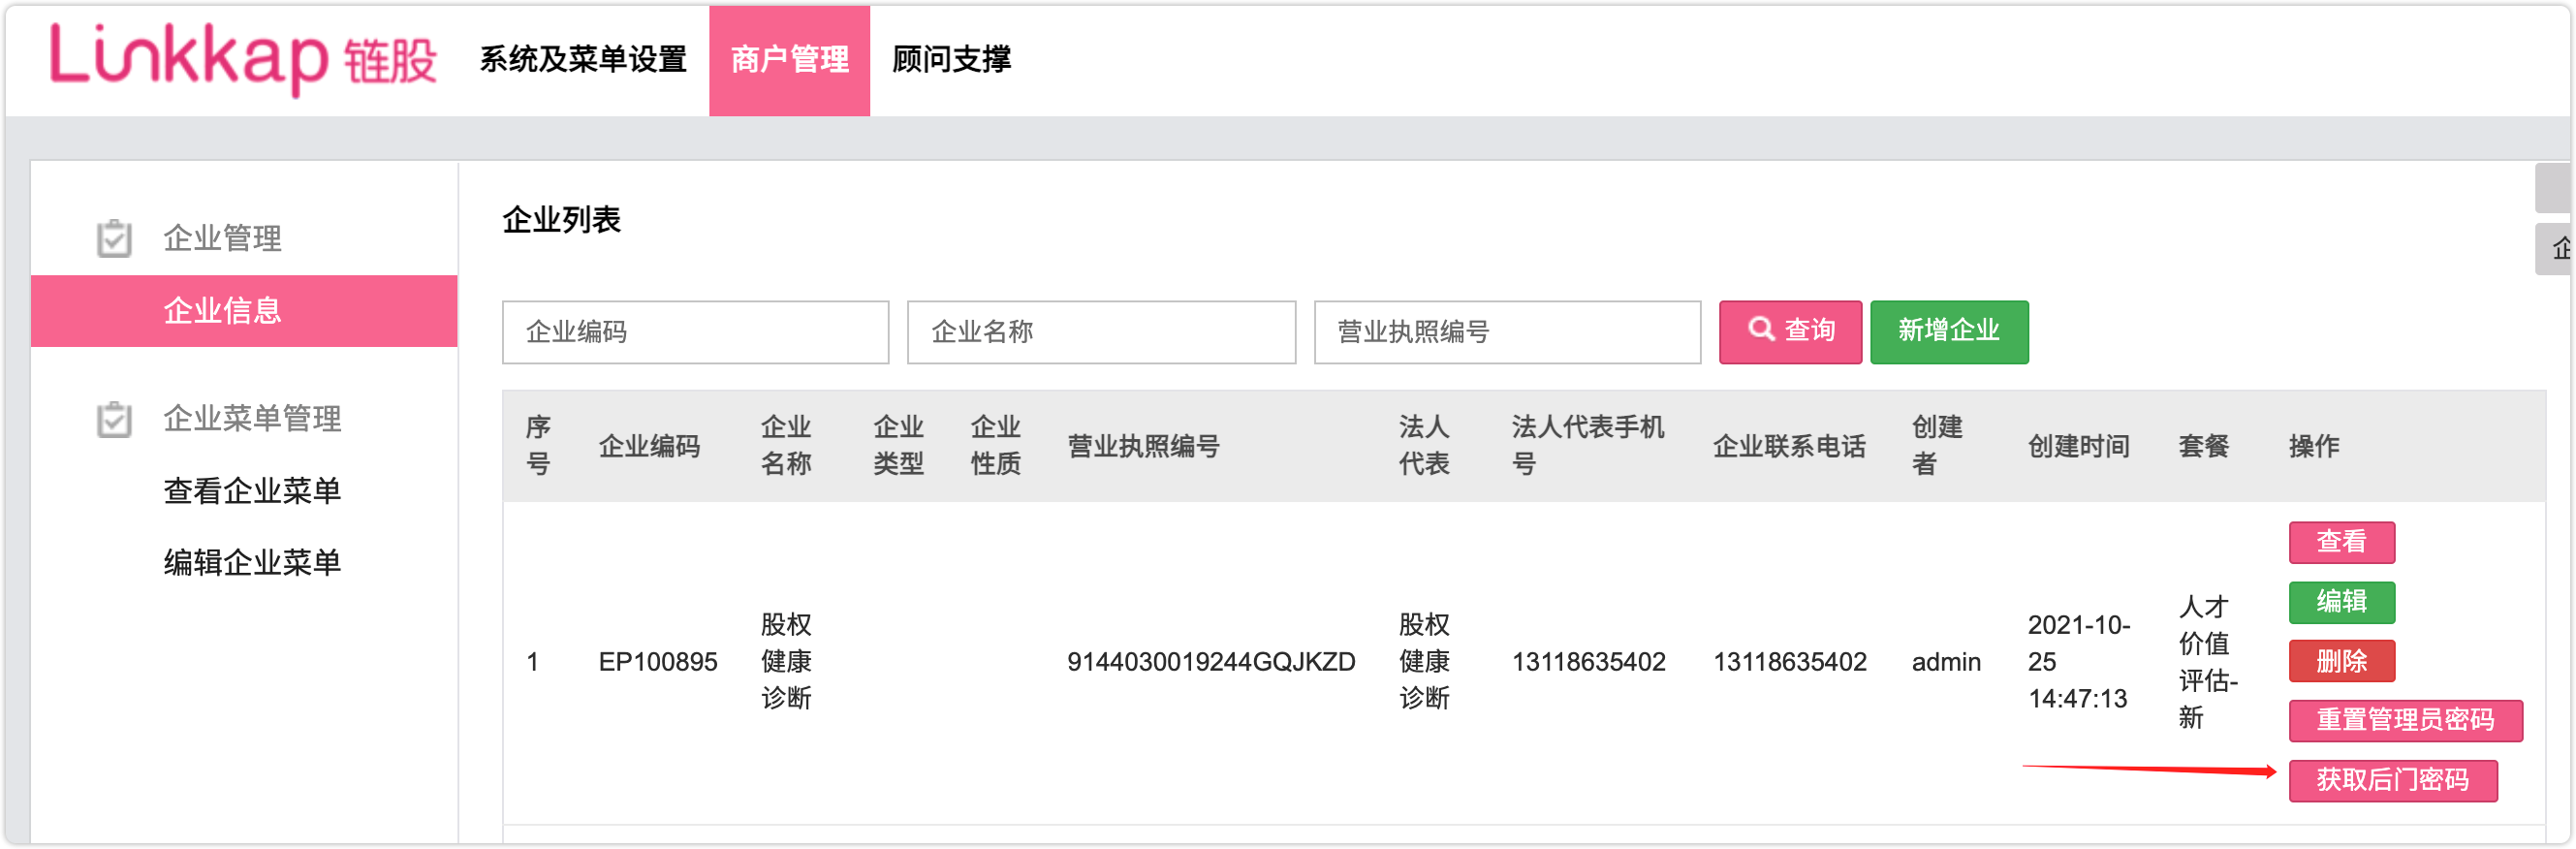 Linkkap 链股
系统及菜单设置
商户管理
顾问支撑
企业管理
企业信息
企业菜单管理
查看企业菜单
编辑企业菜单
企业列表
企业编码
企业名称
营业执照编号
查询
新增企业
序
号
企业编码
企业
名称
企业
类型
企业
性质
营业执照编号
法人
代表
法人代表手机
号
企业联系电话
创建
者
创建时间
套餐
操作
1
EP100895
股权
健康
诊断
9144030019244GQJKZD
股权
健康
诊断
13118635402
13118635402
admin
2021-10-
25
14:47:13
人才
价值
评估-
新
查看
编辑
删除
重置管理员密码
获取后门密码
企